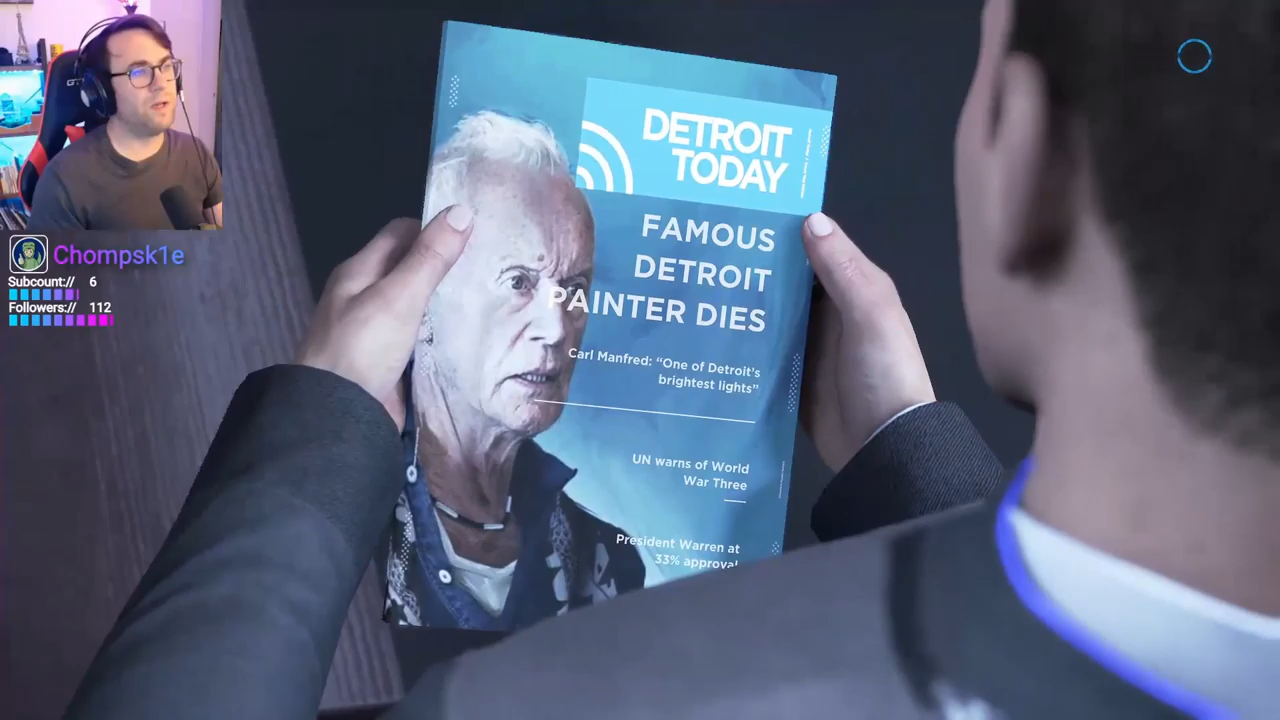 Chompsk1e
Subcount:// 6
Followers:// 112
DETROIT
TODAY
FAMOUS
DETROIT
PAINTER DIES
Carl Manfred: “One of Detroit’s
brightest lights”
UN warns of World
War Three
President Warren at
33% approval